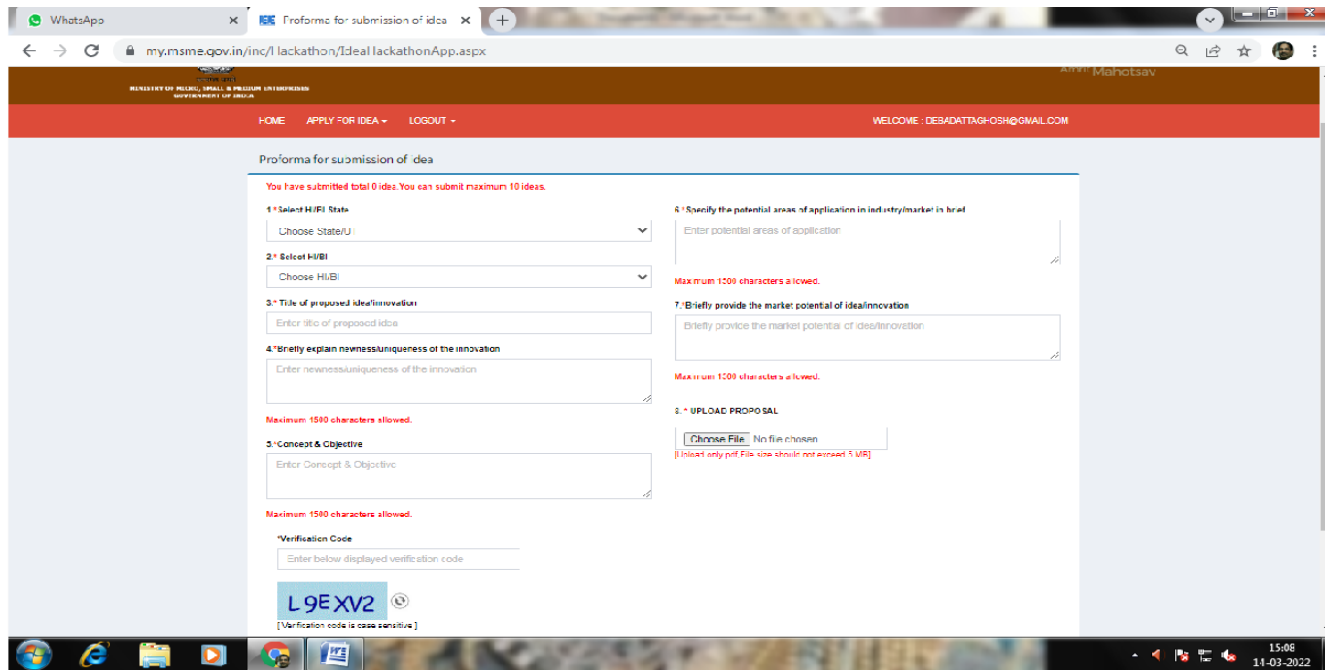 WhatsApp
Proforma for submission of idea
my.msme.gov.in/inc/Hackathon/IdeaHackathonApp.aspx
Amrit Mahotsav
MINISTRY OF MICRO, SMALL & MEDIUM ENTERPRISES
GOVERNMENT OF INDIA
HOME APPLY FOR IDEA LOGOUT WELCOME : DEBADATTAGHOSH@GMAIL.COM
Proforma for submission of idea
You have submitted total 0 idea.You can submit maximum 10 ideas.
1.*Select HI/BI State
Choose State/UT
2.* Select HI/BI
Choose HI/BI
3.* Title of proposed idea/innovation
Enter title of proposed idea
4.*Briefly explain newness/uniqueness of the innovation
Enter newness/uniqueness of the innovation
Maximum 1500 characters allowed.
5.*Concept & Objective
Enter Concept & Objective
Maximum 1500 characters allowed.
*Verification Code
Enter below displayed verification code
L9EXV2
[ Verification code is case sensitive ]
6.*Specify the potential areas of application in industry/market in brief
Enter potential areas of application
Maximum 1500 characters allowed.
7.*Briefly provide the market potential of idea/innovation
Briefly provide the market potential of idea/innovation
Maximum 1500 characters allowed.
8. * UPLOAD PROPOSAL
Choose File No file chosen
[Upload only pdf,File size should not exceed 5 MB]
15:08
14-03-2022